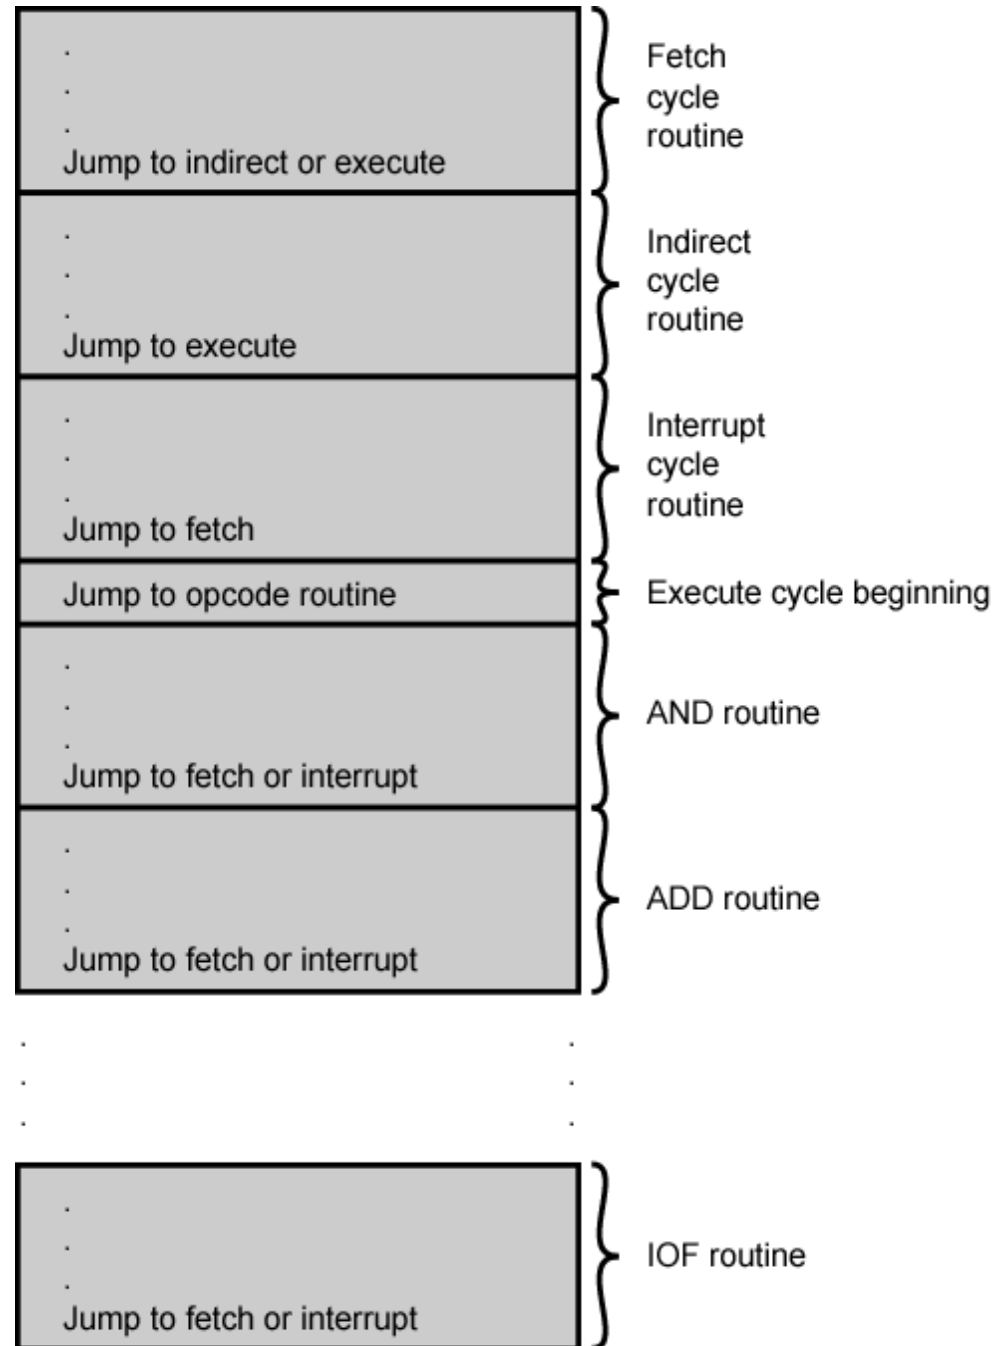 Fetch
cycle
routine
Jump to indirect or execute
Indirect
cycle
routine
Jump to execute
Interrupt
cycle
routine
Jump to fetch
Jump to opcode routine
Execute cycle beginning
AND routine
Jump to fetch or interrupt
ADD routine
Jump to fetch or interrupt
IOF routine
Jump to fetch or interrupt